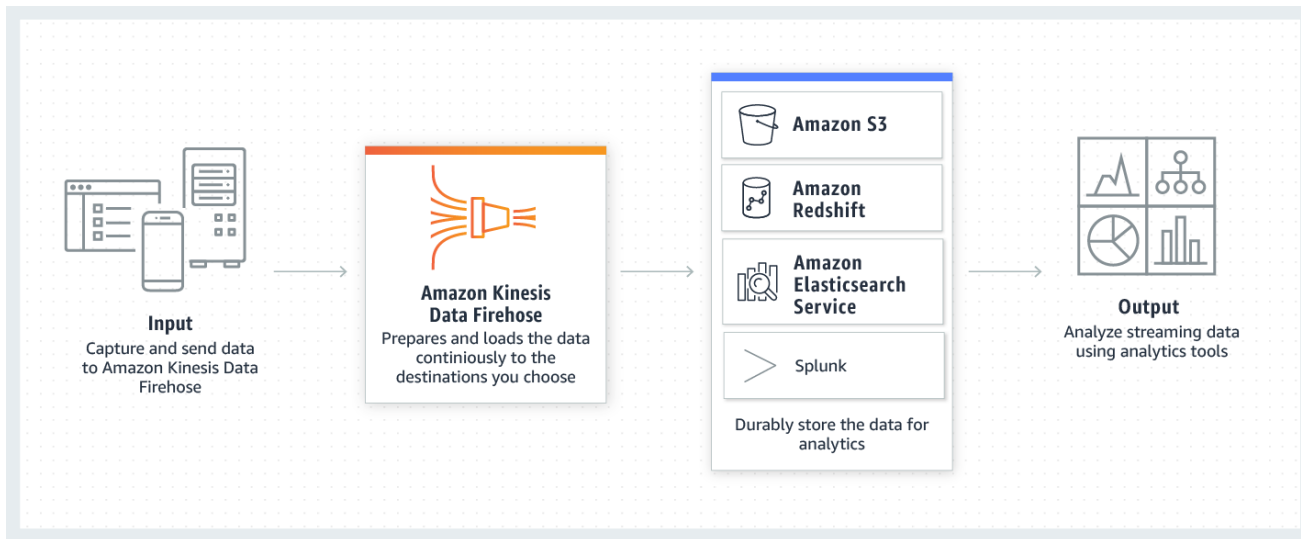 Input
Capture and send data
to Amazon Kinesis Data
Firehose
Amazon Kinesis
Data Firehose
Prepares and loads the data
continiously to the
destinations you choose
Amazon S3
Amazon
Redshift
Amazon
Elasticsearch
Service
Splunk
Durably store the data for
analytics
Output
Analyze streaming data
using analytics tools